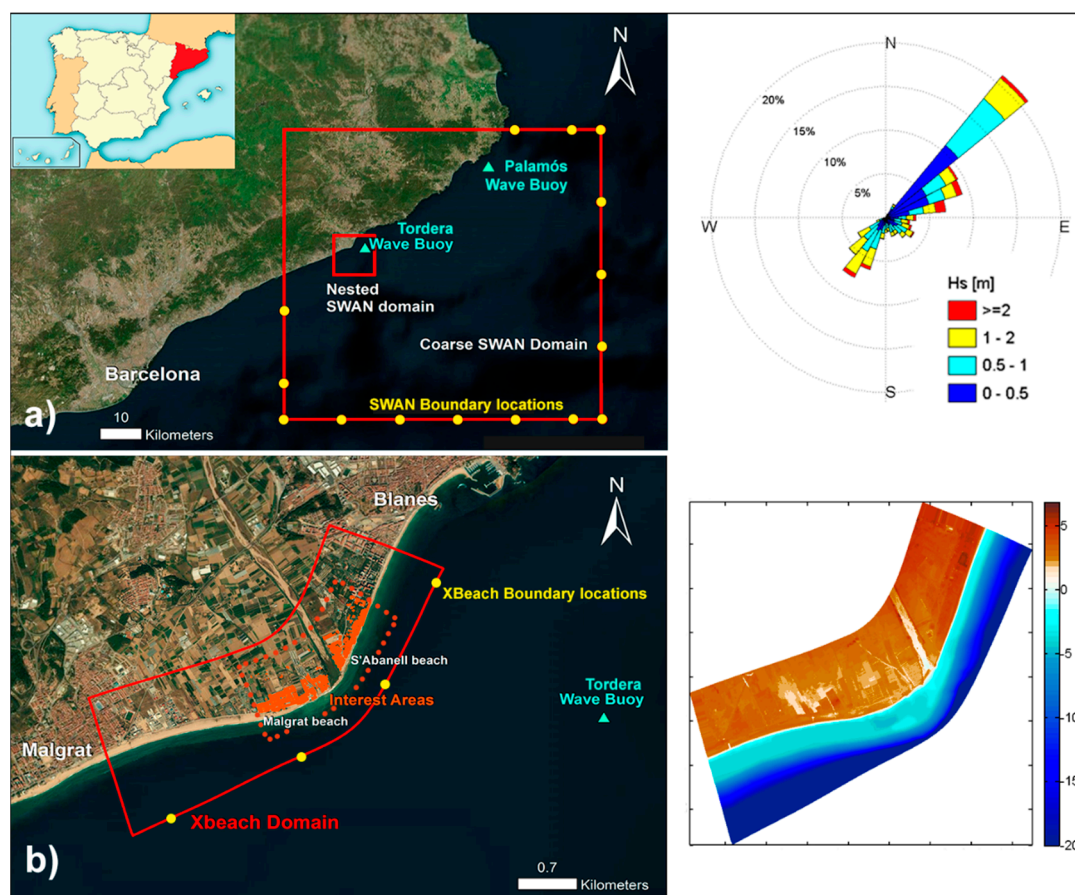 N
Palamós
Wave Buoy
Tordera
Wave Buoy
Nested
SWAN domain
Coarse SWAN Domain
Barcelona
SWAN Boundary locations
a)
10
Kilometers
N
20%
15%
10%
5%
W
E
S
Hs [m]
>=2
1 - 2
0.5 - 1
0 - 0.5
Blanes
N
XBeach Boundary locations
S'Abanell beach
Interest Areas
Malgrat beach
Tordera
Wave Buoy
Malgrat
Xbeach Domain
b)
0.7
Kilometers
5
0
-5
-10
-15
-20